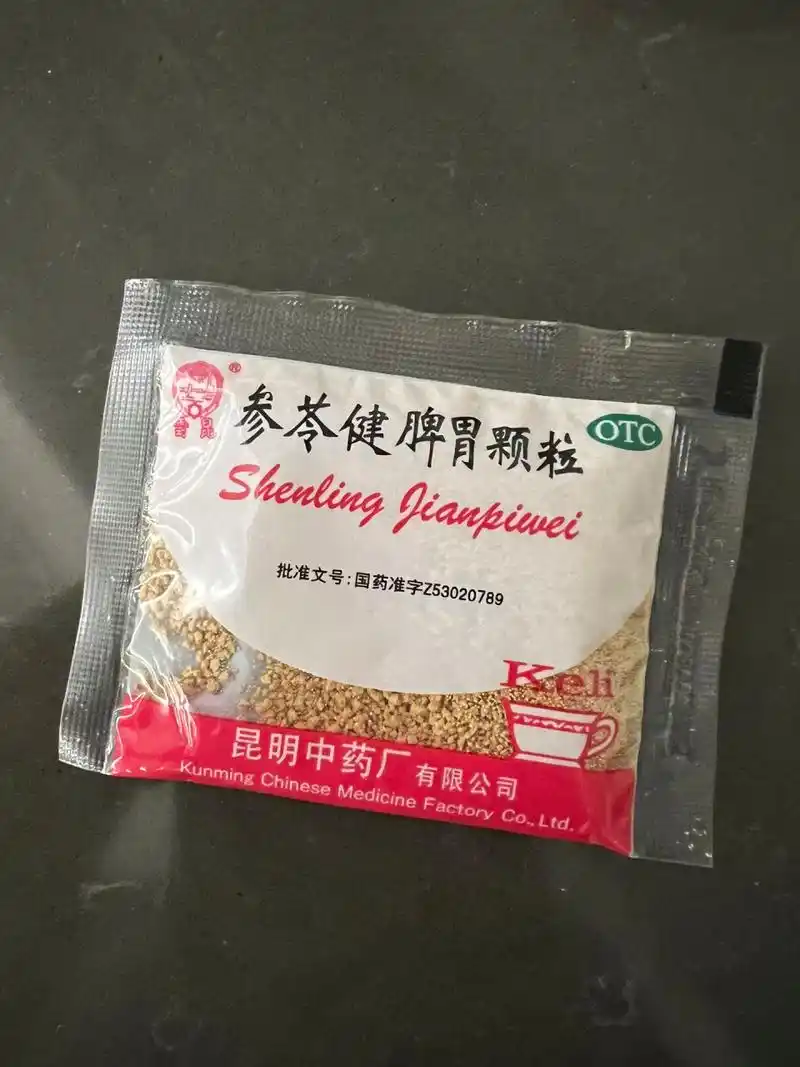 ®
参苓健脾胃颗粒
OTC
Shenling Jianpiwei
批准文号:国药准字Z53020789
Keli
昆明中药厂有限公司
Kunming Chinese Medicine Factory Co., Ltd.